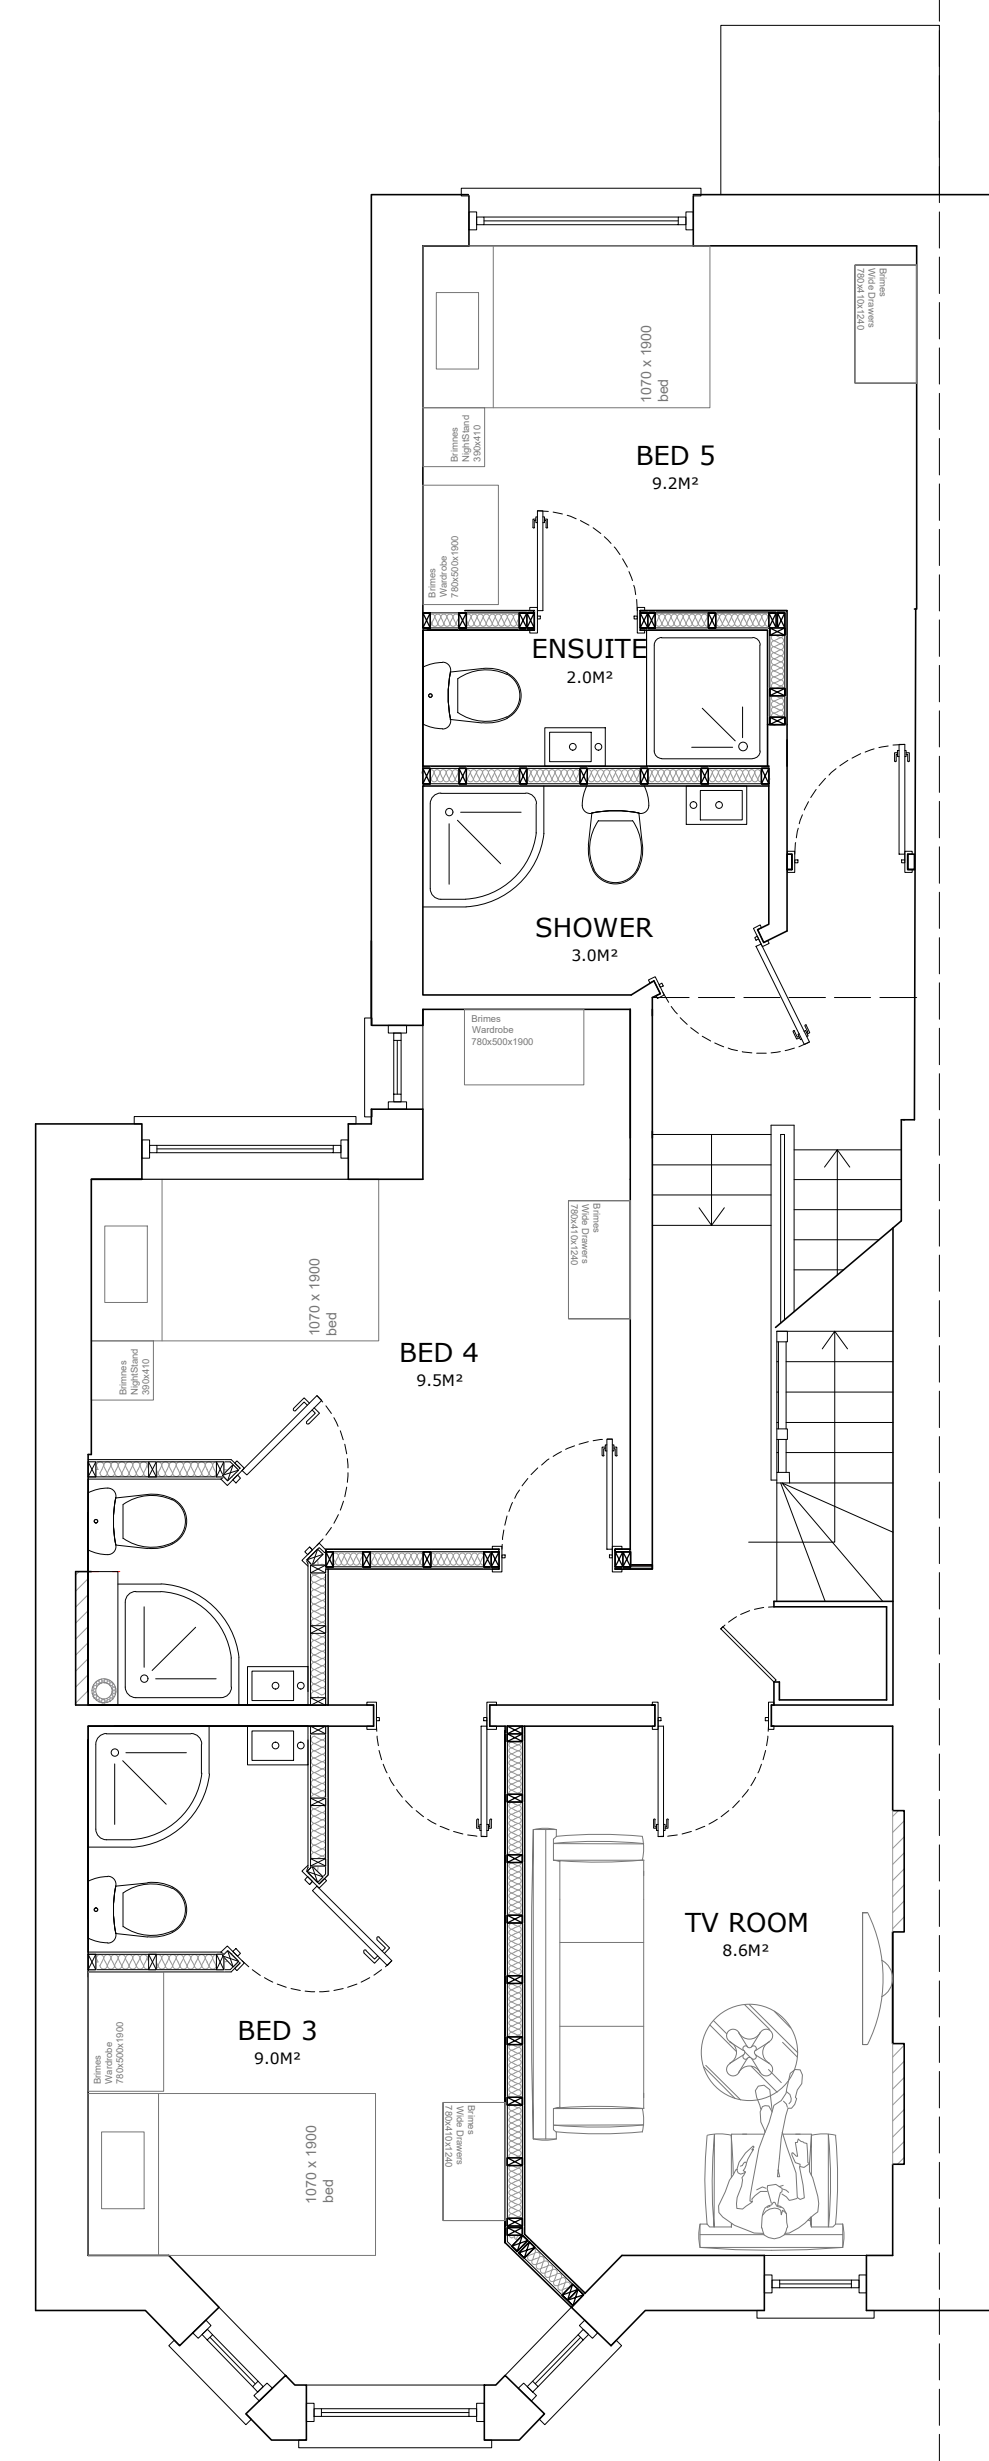 Brimes
Wide Drawers
780x410x1240
1070 x 1900
bed
Brimnes
NightStand
390x410
BED 5
9.2M²
Brimes
Wardrobe
780x500x1900
ENSUITE
2.0M²
SHOWER
3.0M²
Brimes
Wardrobe
780x500x1900
Brimes
Wide Drawers
780x410x1240
1070 x 1900
bed
BED 4
9.5M²
Brimnes
NightStand
390x410
TV ROOM
8.6M²
BED 3
9.0M²
Brimes
Wardrobe
780x500x1900
Brimes
Wide Drawers
780x410x1240
1070 x 1900
bed